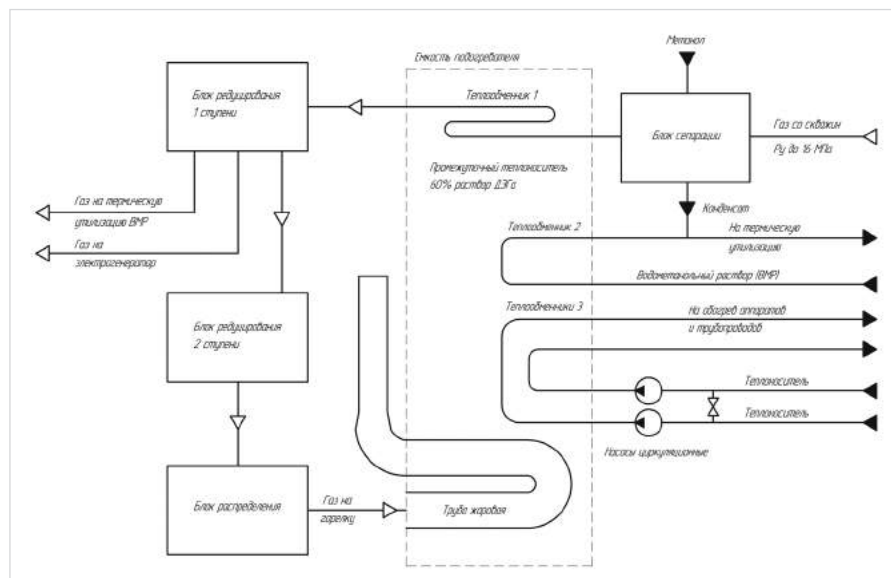 Метанол
Емкость подогревателя
Блок редуцирования
1 ступени
Теплообменник 1
Блок сепарации
Газ со скважин
Ру до 16 МПа
Промежуточный теплоноситель
60% раствор ДЭГа
Газ на термическую
утилизацию ВМР
Конденсат
Теплообменник 2
На термическую
утилизацию
Газ на
электрогенератор
Водометанольный раствор (ВМР)
Теплообменники 3
На обогрев аппаратов
и трубопроводов
Блок редуцирования
2 ступени
Теплоноситель
Теплоноситель
Насосы циркуляционные
Блок распределения
Газ на
горелку
Труба жаровая